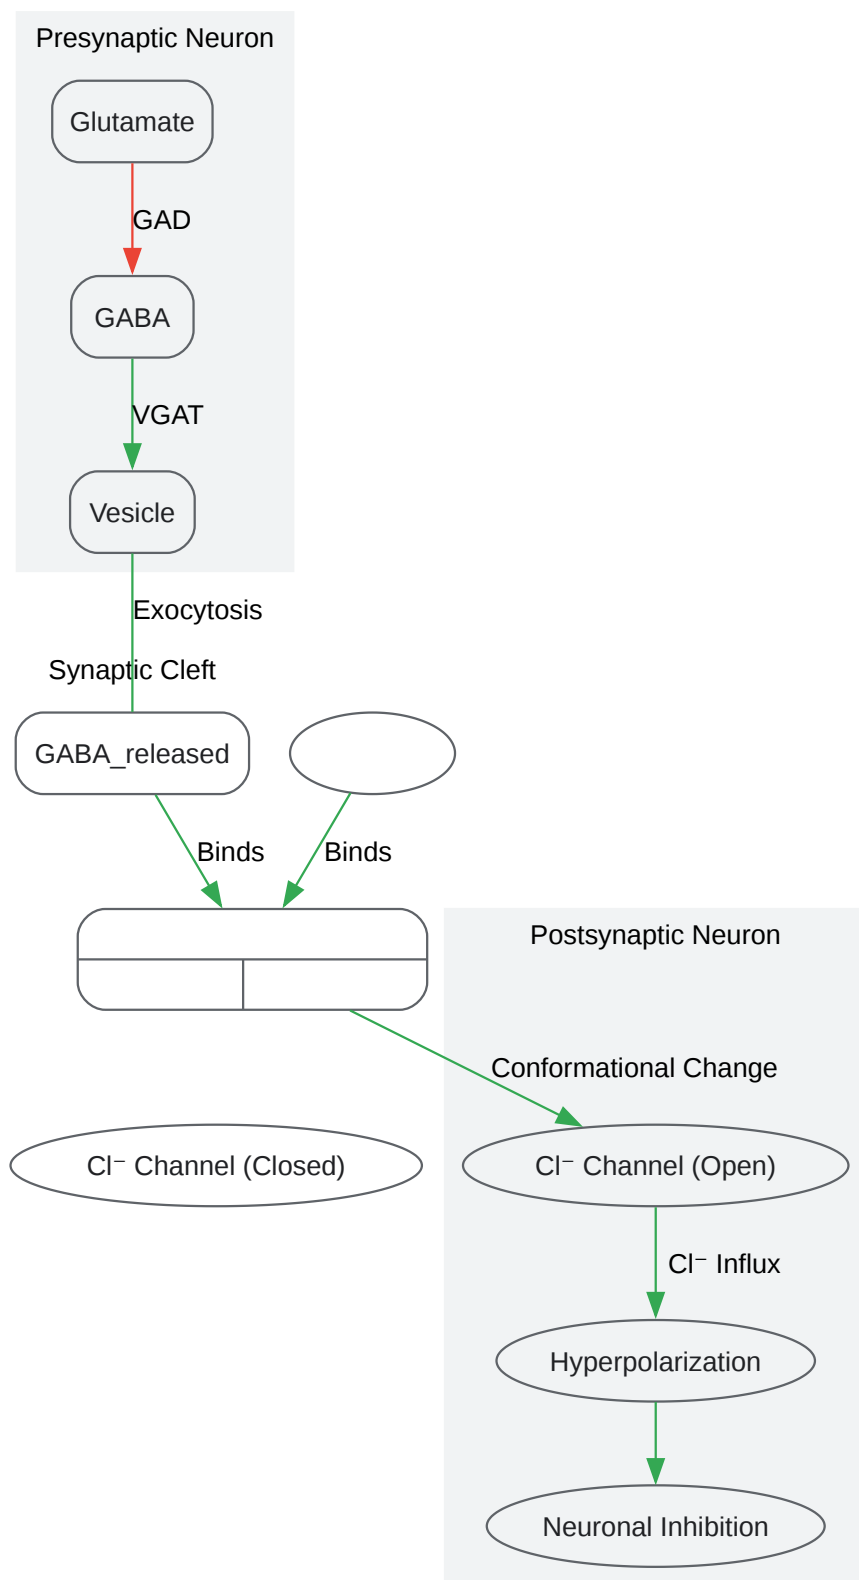 Presynaptic Neuron
Glutamate
GAD
GABA
VGAT
Vesicle
Exocytosis
Synaptic Cleft
GABA_released
Binds
Binds
Postsynaptic Neuron
Conformational Change
Cl⁻ Channel (Closed)
Cl⁻ Channel (Open)
Cl⁻ Influx
Hyperpolarization
Neuronal Inhibition